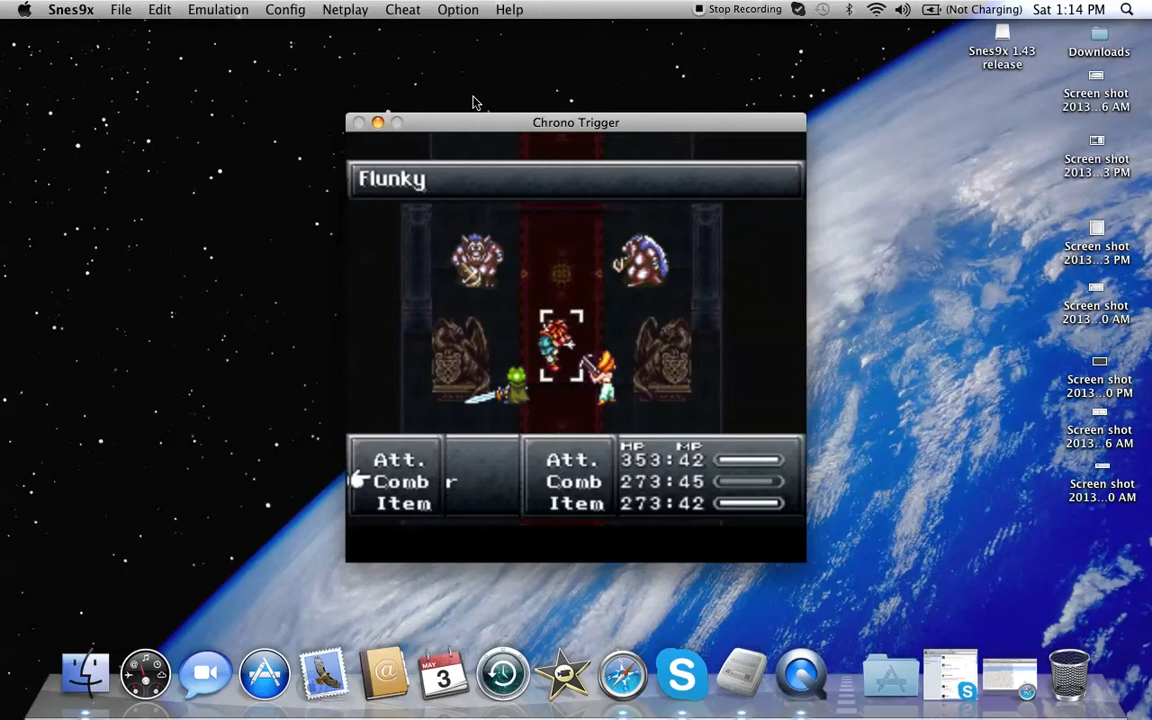 Snes9x File Edit Emulation Config Netplay Cheat Option Help Stop Recording (Not Charging) Sat 1:14 PM
Snes9x 1.43
release
Downloads
Screen shot
2013...6 AM
Screen shot
2013...3 PM
Screen shot
2013...3 PM
Screen shot
2013...0 AM
Screen shot
2013...0 PM
Screen shot
2013...6 AM
Screen shot
2013...0 AM
Chrono Trigger
Flunky
HP MP
Att. Att. 353:42
Comb r Comb 273:45
Item Item 273:42
MAY
3